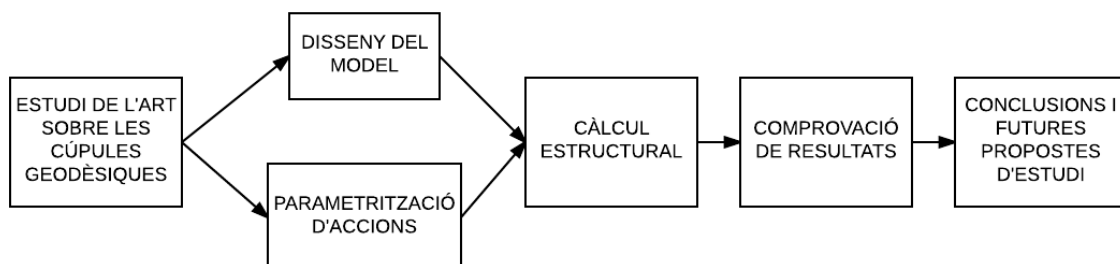 ESTUDI DE L'ART
SOBRE LES
CÚPULES
GEODÈSIQUES
DISSENY DEL
MODEL
PARAMETRITZACIÓ
D'ACCIONS
CÀLCUL
ESTRUCTURAL
COMPROVACIÓ
DE RESULTATS
CONCLUSIONS I
FUTURES
PROPOSTES
D'ESTUDI